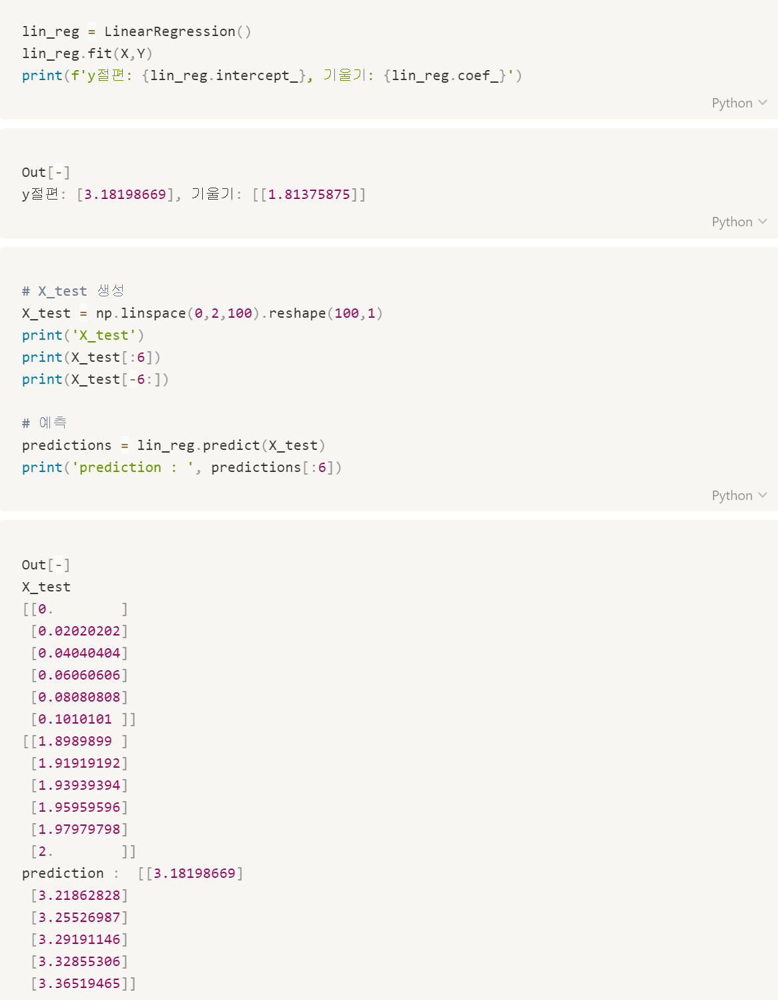 lin_reg = LinearRegression()
lin_reg.fit(X,Y)
print(f'y절편: {lin_reg.intercept_}, 기울기: {lin_reg.coef_}')
Python
Out[-]
y절편: [3.18198669], 기울기: [[1.81375875]]
Python
# X_test 생성
X_test = np.linspace(0,2,100).reshape(100,1)
print('X_test')
print(X_test[:6])
print(X_test[-6:])
# 예측
predictions = lin_reg.predict(X_test)
print('prediction : ', predictions[:6])
Python
Out[-]
X_test
[[0.        ]
 [0.02020202]
 [0.04040404]
 [0.06060606]
 [0.08080808]
 [0.1010101 ]]
[[1.8989899 ]
 [1.91919192]
 [1.93939394]
 [1.95959596]
 [1.97979798]
 [2.        ]]
prediction :  [[3.18198669]
 [3.21862828]
 [3.25526987]
 [3.29191146]
 [3.32855306]
 [3.36519465]]